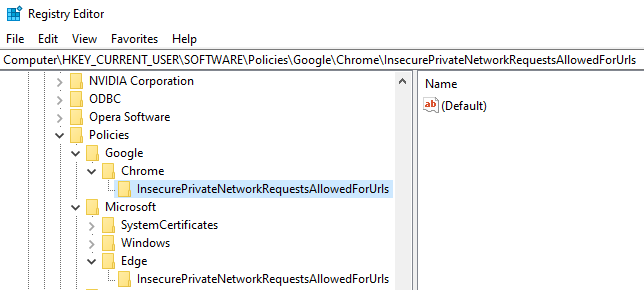 Registry Editor
File Edit View Favorites Help
Computer\HKEY_CURRENT_USER\SOFTWARE\Policies\Google\Chrome\InsecurePrivateNetworkRequestsAllowedForUrls
NVIDIA Corporation
ODBC
Opera Software
Policies
Google
Chrome
InsecurePrivateNetworkRequestsAllowedForUrls
Microsoft
SystemCertificates
Windows
Edge
InsecurePrivateNetworkRequestsAllowedForUrls
Name
ab (Default)